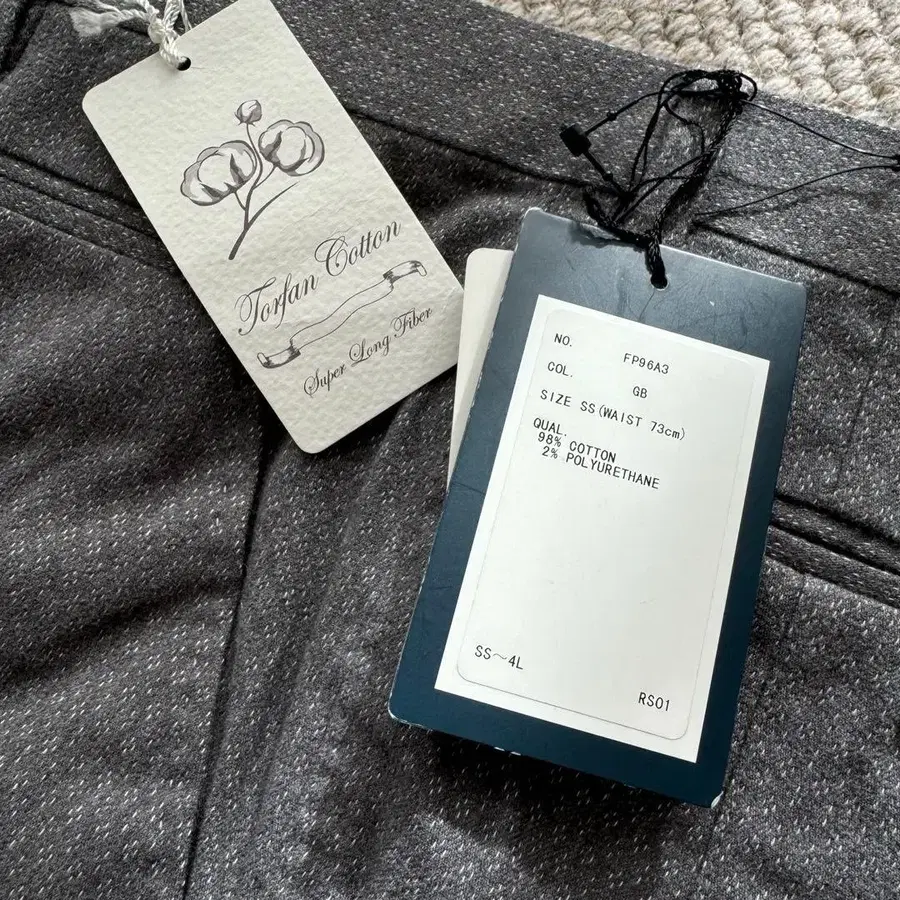 Torfan Cotton
Super Long Fiber
NO. FP96A3
COL. GB
SIZE SS(WAIST 73cm)
QUAL.
98% COTTON
2% POLYURETHANE
SS～4L
RS01